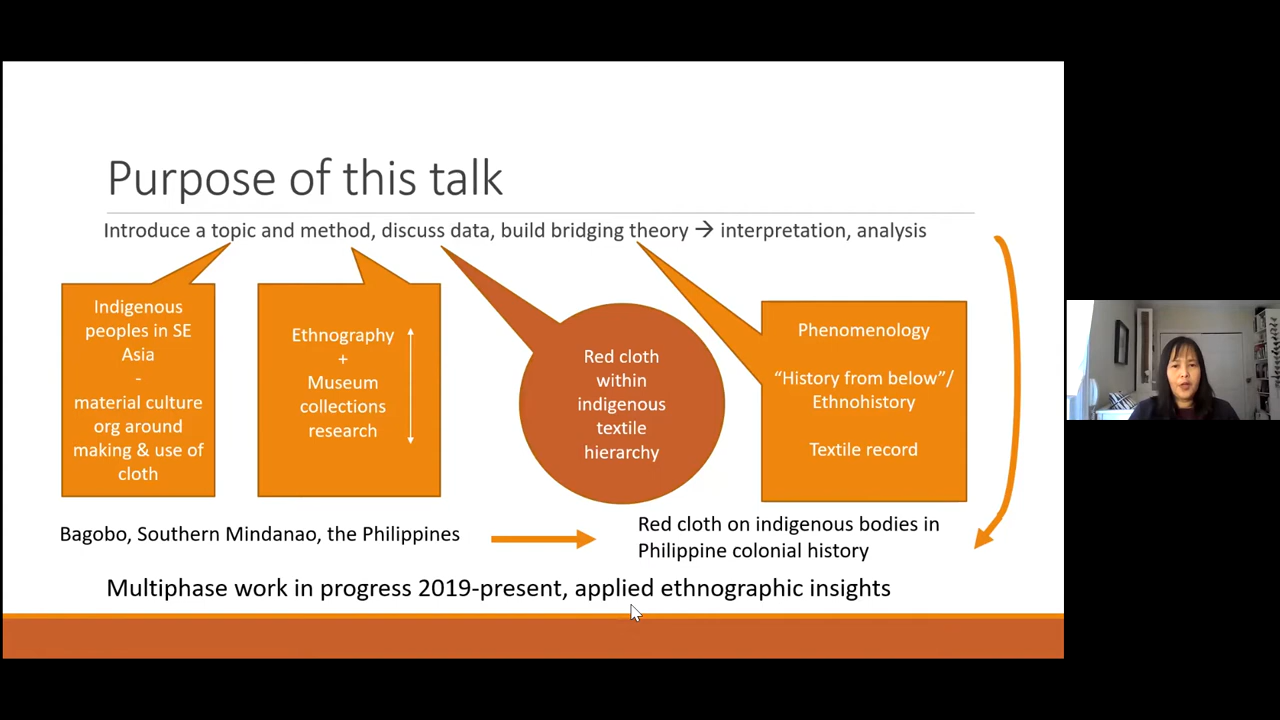 Purpose of this talk
Introduce a topic and method, discuss data, build bridging theory → interpretation, analysis
Indigenous
peoples in SE
Asia
-
material culture
org around
making & use of
cloth
Ethnography
+
Museum
collections
research
Red cloth
within
indigenous
textile
hierarchy
Phenomenology
“History from below”/
Ethnohistory
Textile record
Bagobo, Southern Mindanao, the Philippines
Red cloth on indigenous bodies in
Philippine colonial history
Multiphase work in progress 2019-present, applied ethnographic insights